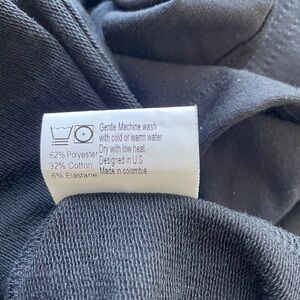 Gentle Machine wash
with cold or warm water.
Dry with low heat.
Designed in U.S
Made in colombia
62% Polyester
32% Cotton
6% Elastane